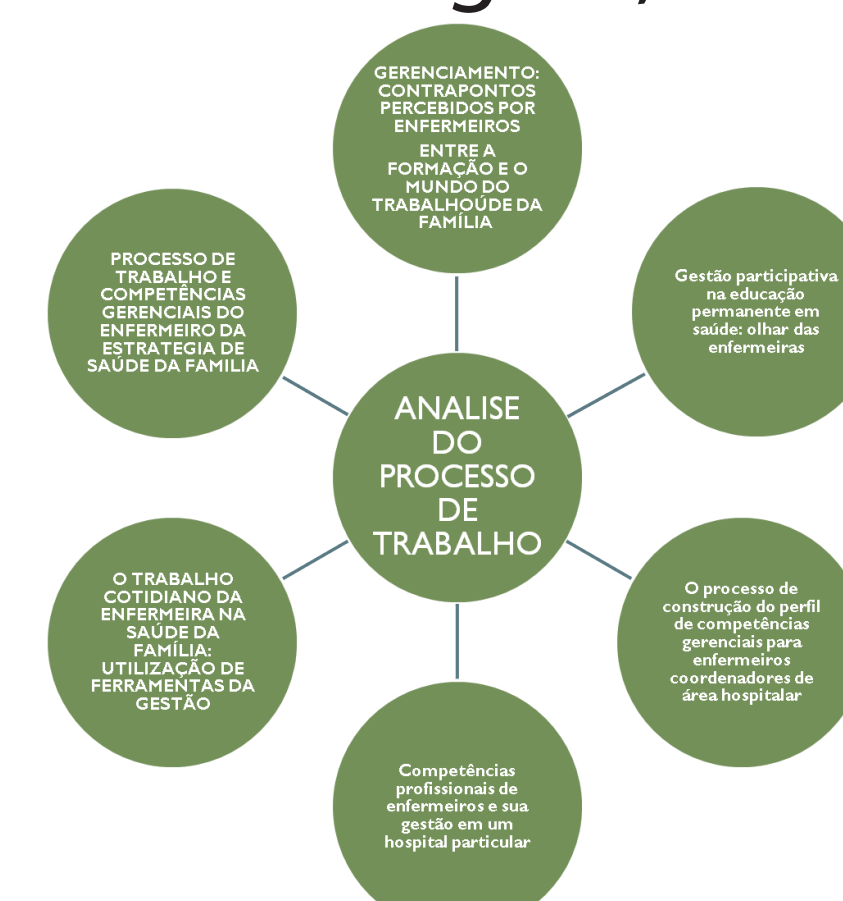 GERENCIAMENTO:
CONTRAPONTOS
PERCEBIDOS POR
ENFERMEIROS
ENTRE A
FORMAÇÃO E O
MUNDO DO
TRABALHOÚDE DA
FAMÍLIA
Gestão participativa
na educação
permanente em
saúde: olhar das
enfermeiras
O processo de
construção do perfil
de competências
gerenciais para
enfermeiros
coordenadores de
área hospitalar
Competências
profissionais de
enfermeiros e sua
gestão em um
hospital particular
O TRABALHO
COTIDIANO DA
ENFERMEIRA NA
SAÚDE DA
FAMÍLIA:
UTILIZAÇÃO DE
FERRAMENTAS DA
GESTÃO
PROCESSO DE
TRABALHO E
COMPETÊNCIAS
GERENCIAIS DO
ENFERMEIRO DA
ESTRATEGIA DE
SAÚDE DA FAMILIA
ANALISE
DO
PROCESSO
DE
TRABALHO